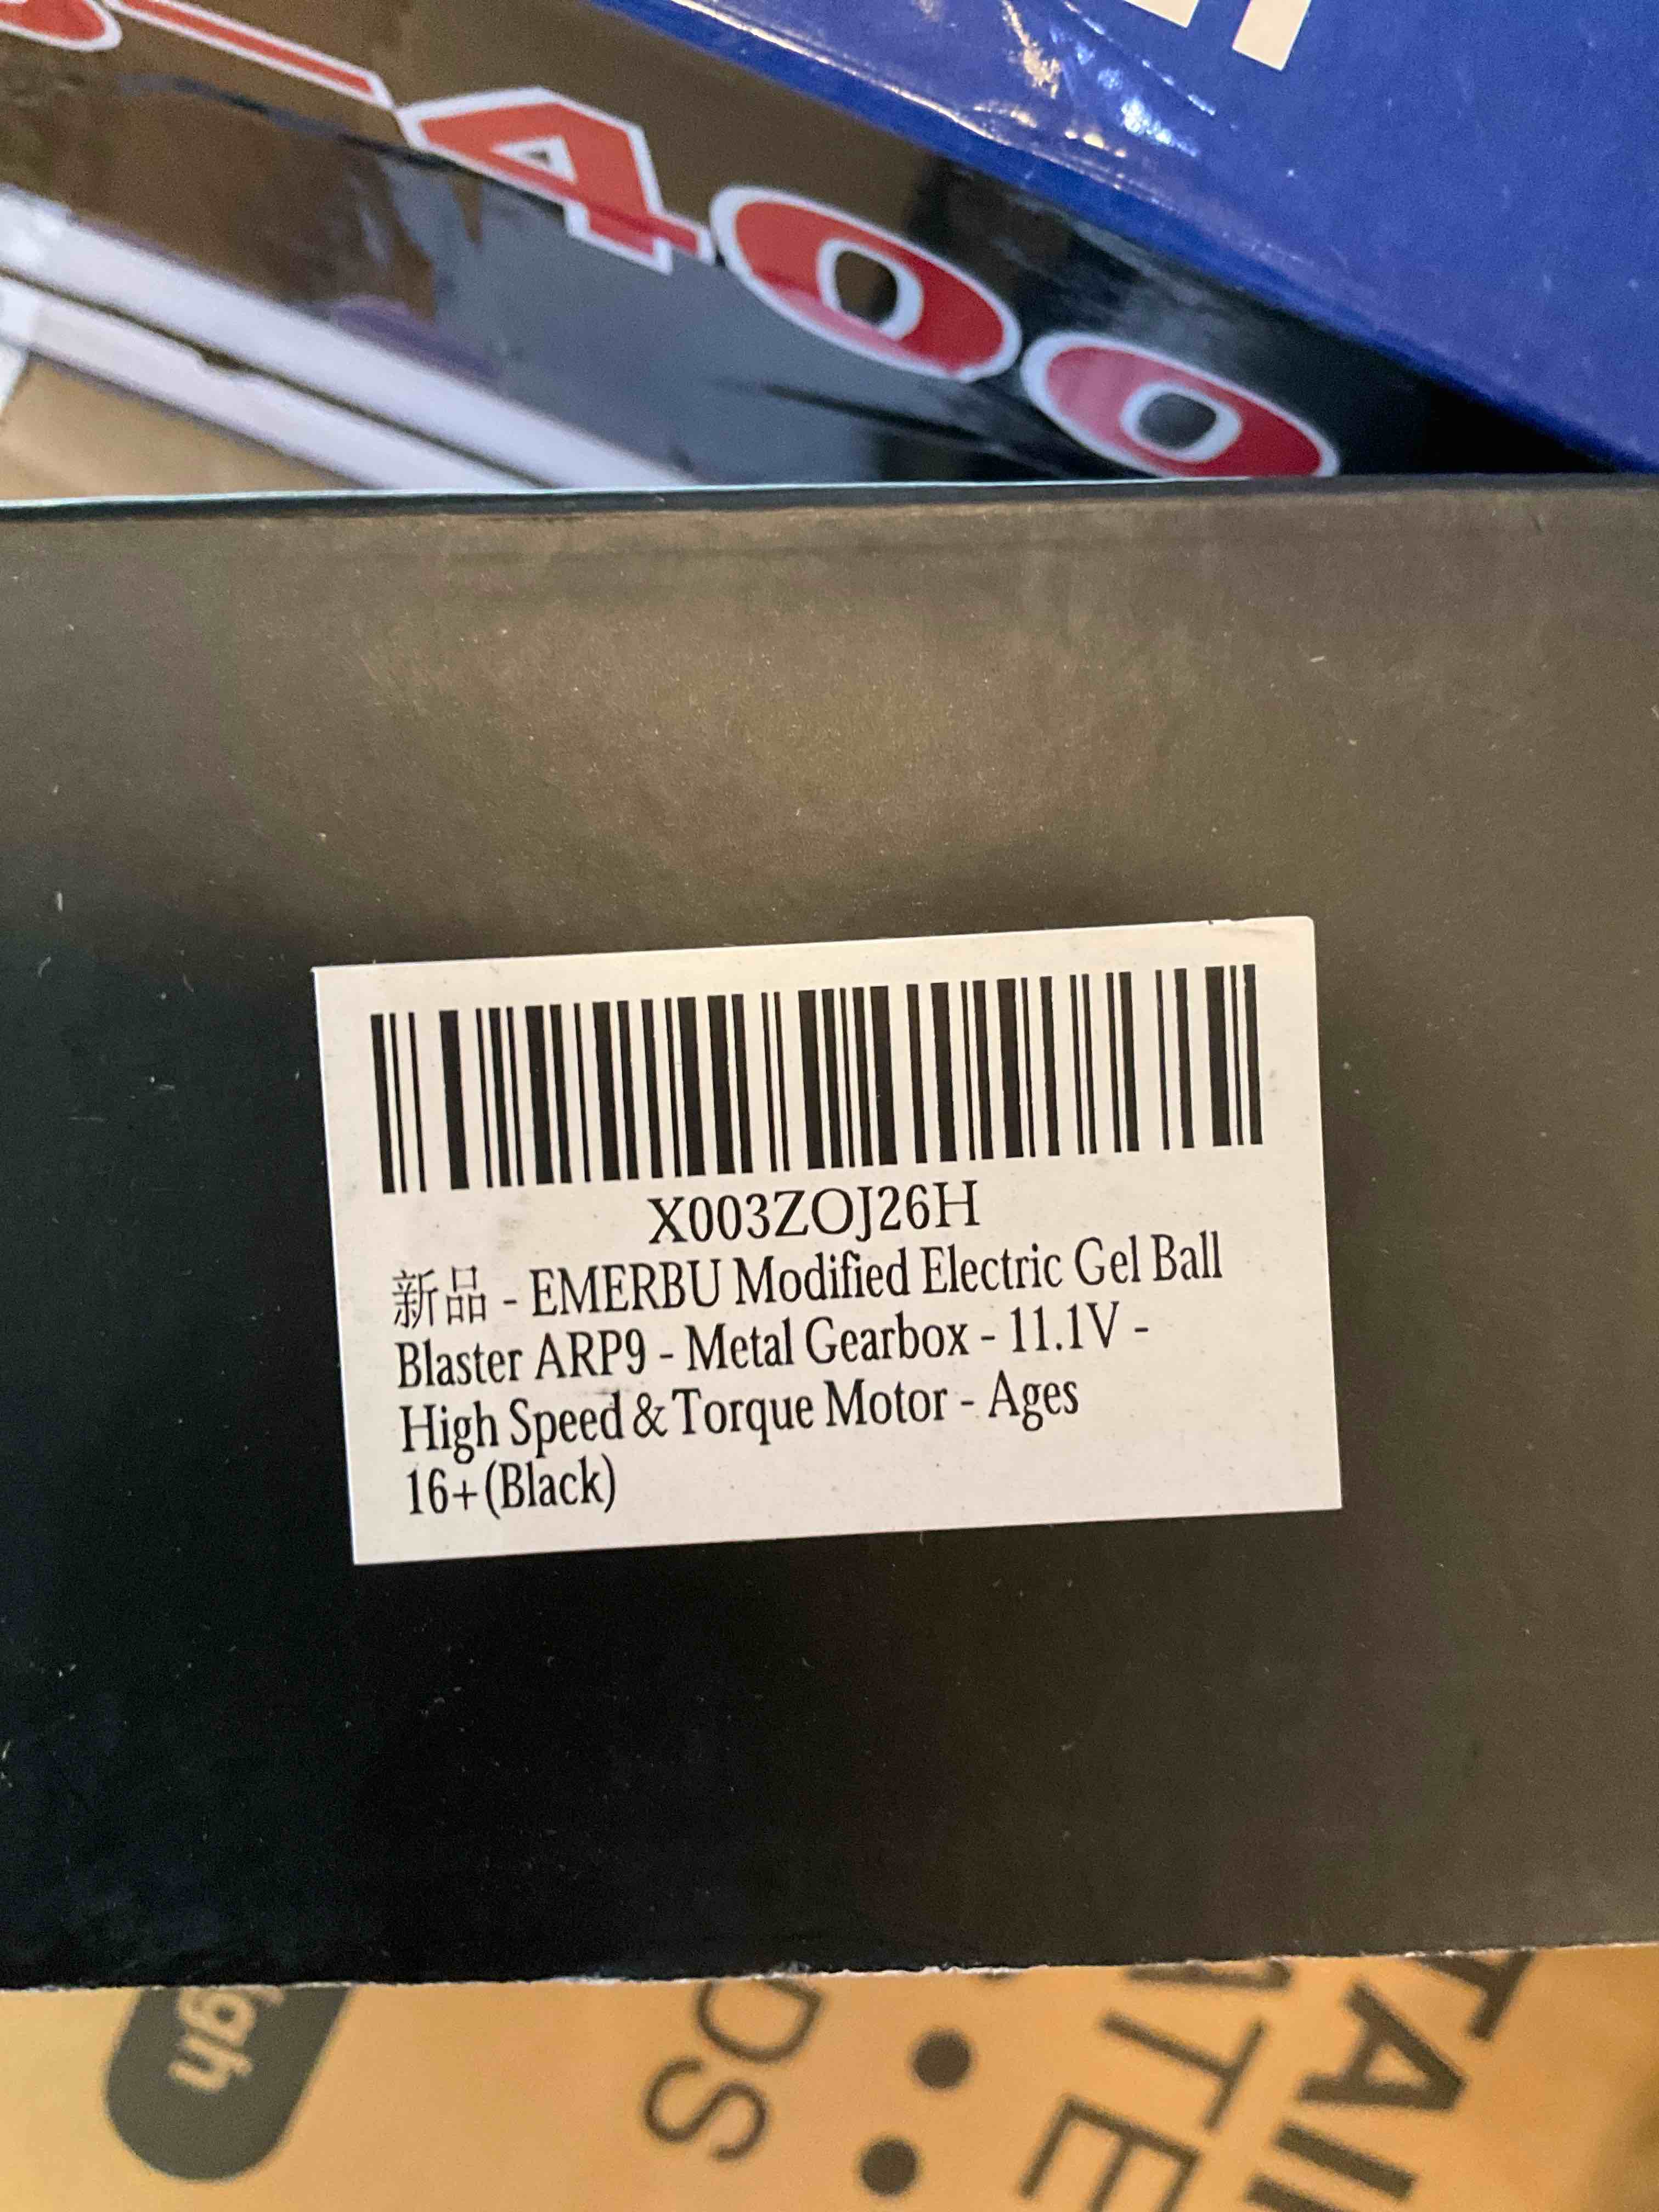 -400
X003ZOJ26H
新品 - EMERBU Modified Electric Gel Ball
Blaster ARP9 - Metal Gearbox - 11.1V -
High Speed & Torque Motor - Ages
16+(Black)